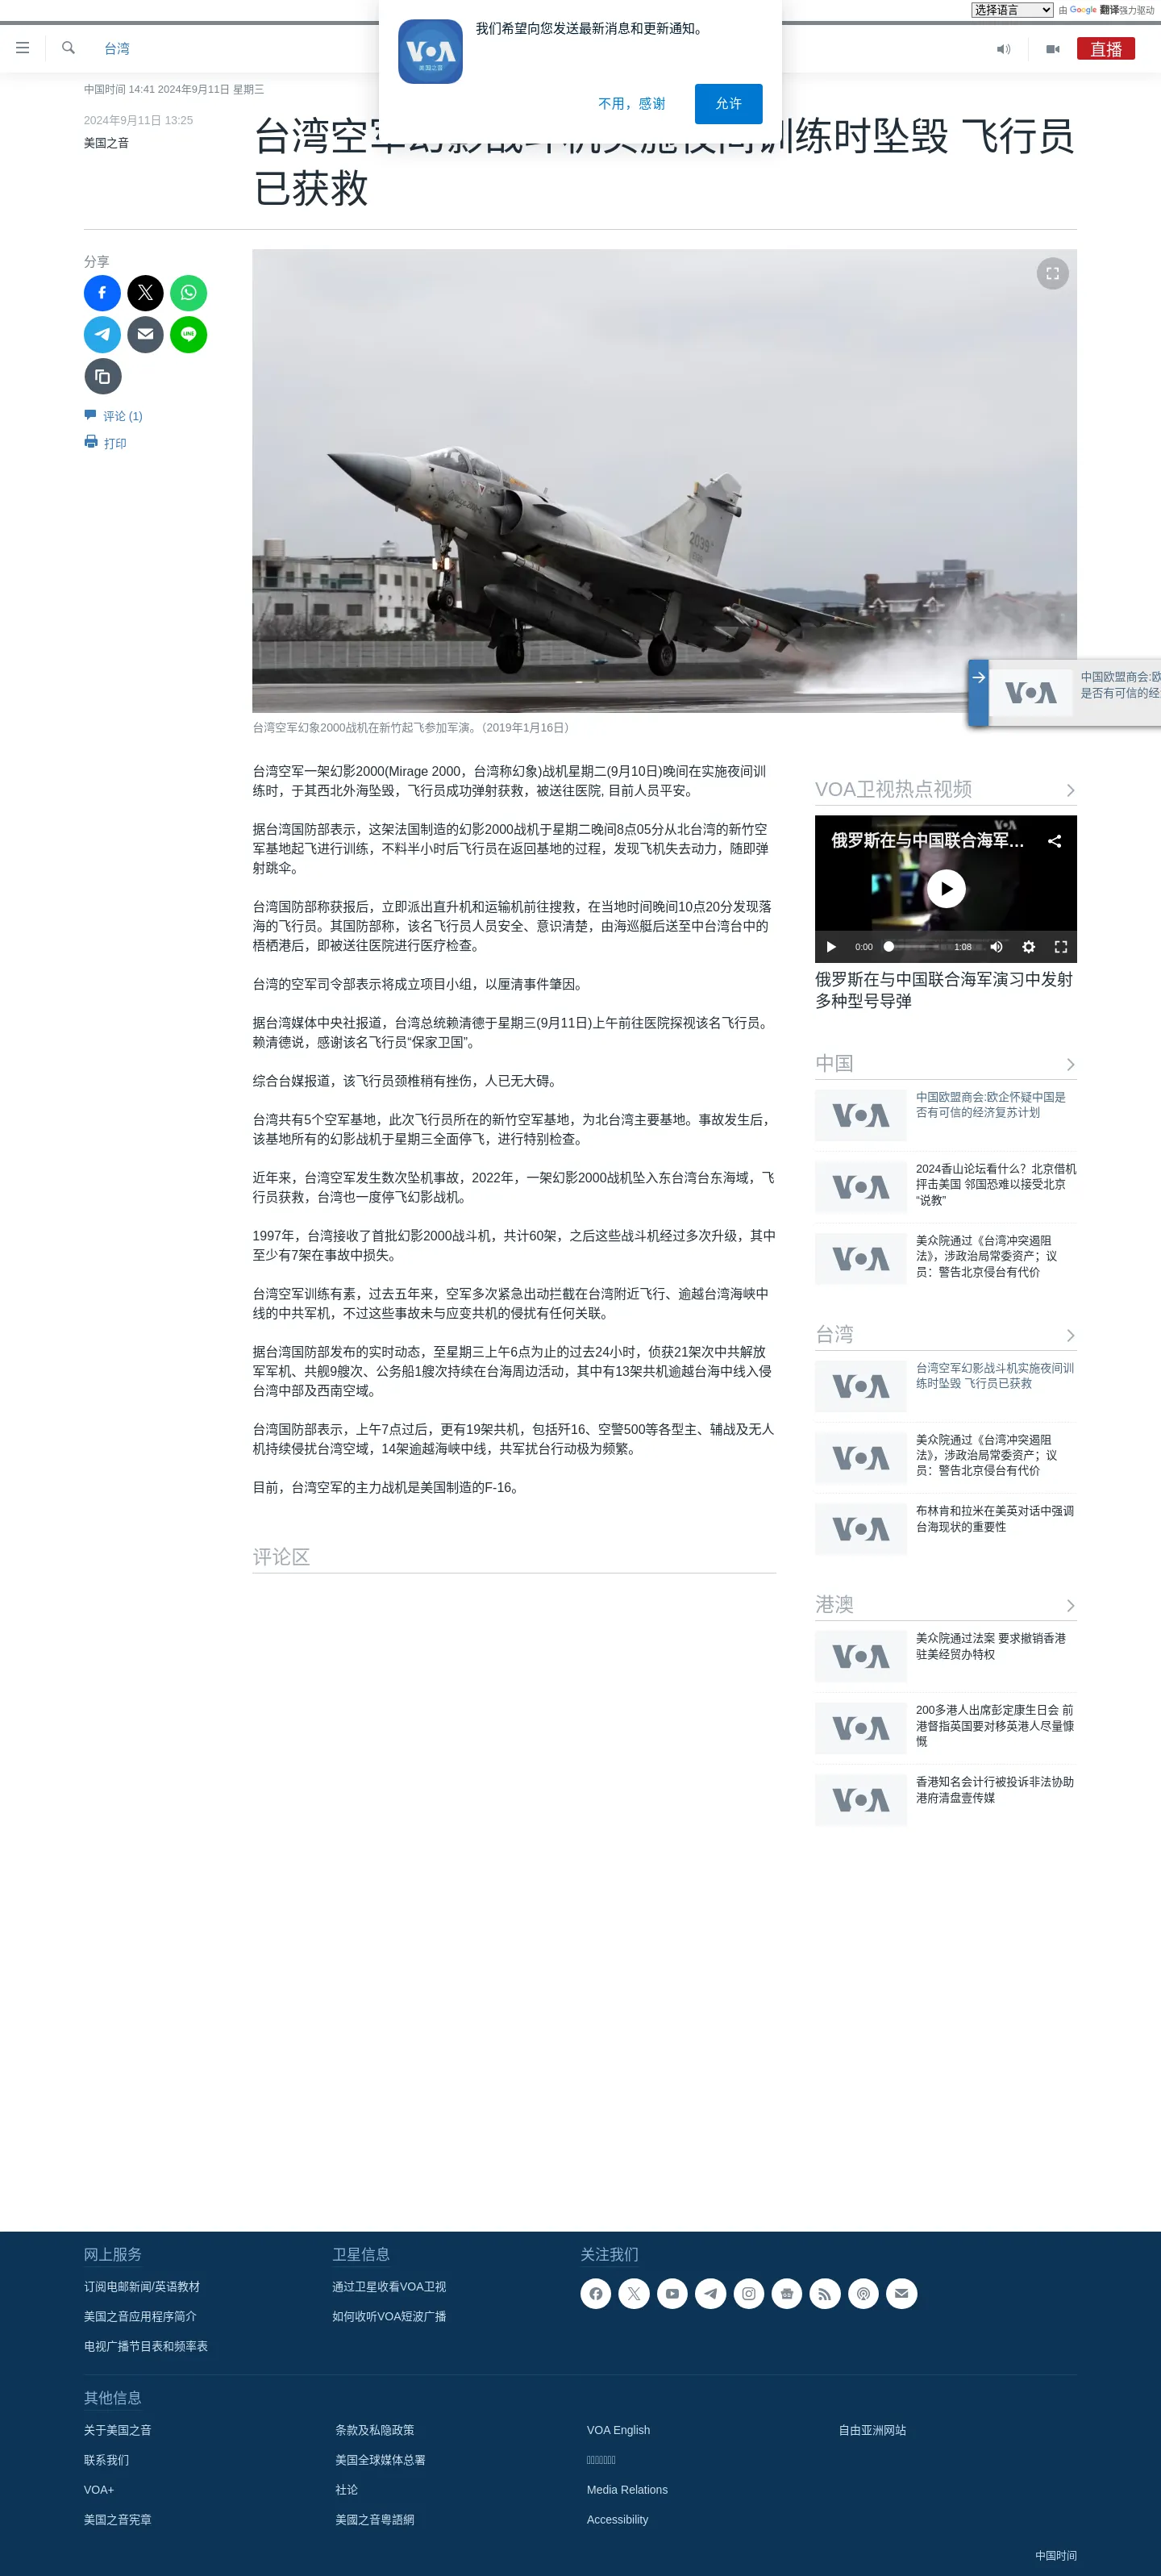 选择语言
由 Google 翻译强力驱动
VOA
美国之音
我们希望向您发送最新消息和更新通知。
不用，感谢
允许
台湾
直播
中国时间 14:41 2024年9月11日 星期三
2024年9月11日 13:25
美国之音
训练时坠毁 飞行员
已获救
分享
评论 (1)
打印
2039
台湾空军幻象2000战机在新竹起飞参加军演。（2019年1月16日）
中国欧盟商会:欧
是否有可信的经
VOA
台湾空军一架幻影2000(Mirage 2000，台湾称幻象)战机星期二(9月10日)晚间在实施夜间训
练时，于其西北外海坠毁，飞行员成功弹射获救，被送往医院, 目前人员平安。
据台湾国防部表示，这架法国制造的幻影2000战机于星期二晚间8点05分从北台湾的新竹空
军基地起飞进行训练，不料半小时后飞行员在返回基地的过程，发现飞机失去动力，随即弹
射跳伞。
台湾国防部称获报后，立即派出直升机和运输机前往搜救，在当地时间晚间10点20分发现落
海的飞行员。其国防部称，该名飞行员人员安全、意识清楚，由海巡艇后送至中台湾台中的
梧栖港后，即被送往医院进行医疗检查。
台湾的空军司令部表示将成立项目小组，以厘清事件肇因。
据台湾媒体中央社报道，台湾总统赖清德于星期三(9月11日)上午前往医院探视该名飞行员。
赖清德说，感谢该名飞行员“保家卫国”。
综合台媒报道，该飞行员颈椎稍有挫伤，人已无大碍。
台湾共有5个空军基地，此次飞行员所在的新竹空军基地，为北台湾主要基地。事故发生后，
该基地所有的幻影战机于星期三全面停飞，进行特别检查。
近年来，台湾空军发生数次坠机事故，2022年，一架幻影2000战机坠入东台湾台东海域，飞
行员获救，台湾也一度停飞幻影战机。
1997年，台湾接收了首批幻影2000战斗机，共计60架，之后这些战斗机经过多次升级，其中
至少有7架在事故中损失。
台湾空军训练有素，过去五年来，空军多次紧急出动拦截在台湾附近飞行、逾越台湾海峡中
线的中共军机，不过这些事故未与应变共机的侵扰有任何关联。
据台湾国防部发布的实时动态，至星期三上午6点为止的过去24小时，侦获21架次中共解放
军军机、共舰9艘次、公务船1艘次持续在台海周边活动，其中有13架共机逾越台海中线入侵
台湾中部及西南空域。
台湾国防部表示，上午7点过后，更有19架共机，包括歼16、空警500等各型主、辅战及无人
机持续侵扰台湾空域，14架逾越海峡中线，共军扰台行动极为频繁。
目前，台湾空军的主力战机是美国制造的F-16。
评论区
VOA卫视热点视频
VOA
俄罗斯在与中国联合海军…
0:00
1:08
俄罗斯在与中国联合海军演习中发射
多种型号导弹
中国
VOA
中国欧盟商会:欧企怀疑中国是
否有可信的经济复苏计划
VOA
2024香山论坛看什么？北京借机
抨击美国 邻国恐难以接受北京
“说教”
VOA
美众院通过《台湾冲突遏阻
法》，涉政治局常委资产；议
员：警告北京侵台有代价
台湾
VOA
台湾空军幻影战斗机实施夜间训
练时坠毁 飞行员已获救
VOA
美众院通过《台湾冲突遏阻
法》，涉政治局常委资产；议
员：警告北京侵台有代价
VOA
布林肯和拉米在美英对话中强调
台海现状的重要性
港澳
VOA
美众院通过法案 要求撤销香港
驻美经贸办特权
VOA
200多港人出席彭定康生日会 前
港督指英国要对移英港人尽量慷
慨
VOA
香港知名会计行被投诉非法协助
港府清盘壹传媒
网上服务
订阅电邮新闻/英语教材
美国之音应用程序简介
电视广播节目表和频率表
卫星信息
通过卫星收看VOA卫视
如何收听VOA短波广播
关注我们
其他信息
关于美国之音
联系我们
VOA+
美国之音宪章
条款及私隐政策
美国全球媒体总署
社论
美國之音粵語網
VOA English
Media Relations
Accessibility
自由亚洲网站
中国时间